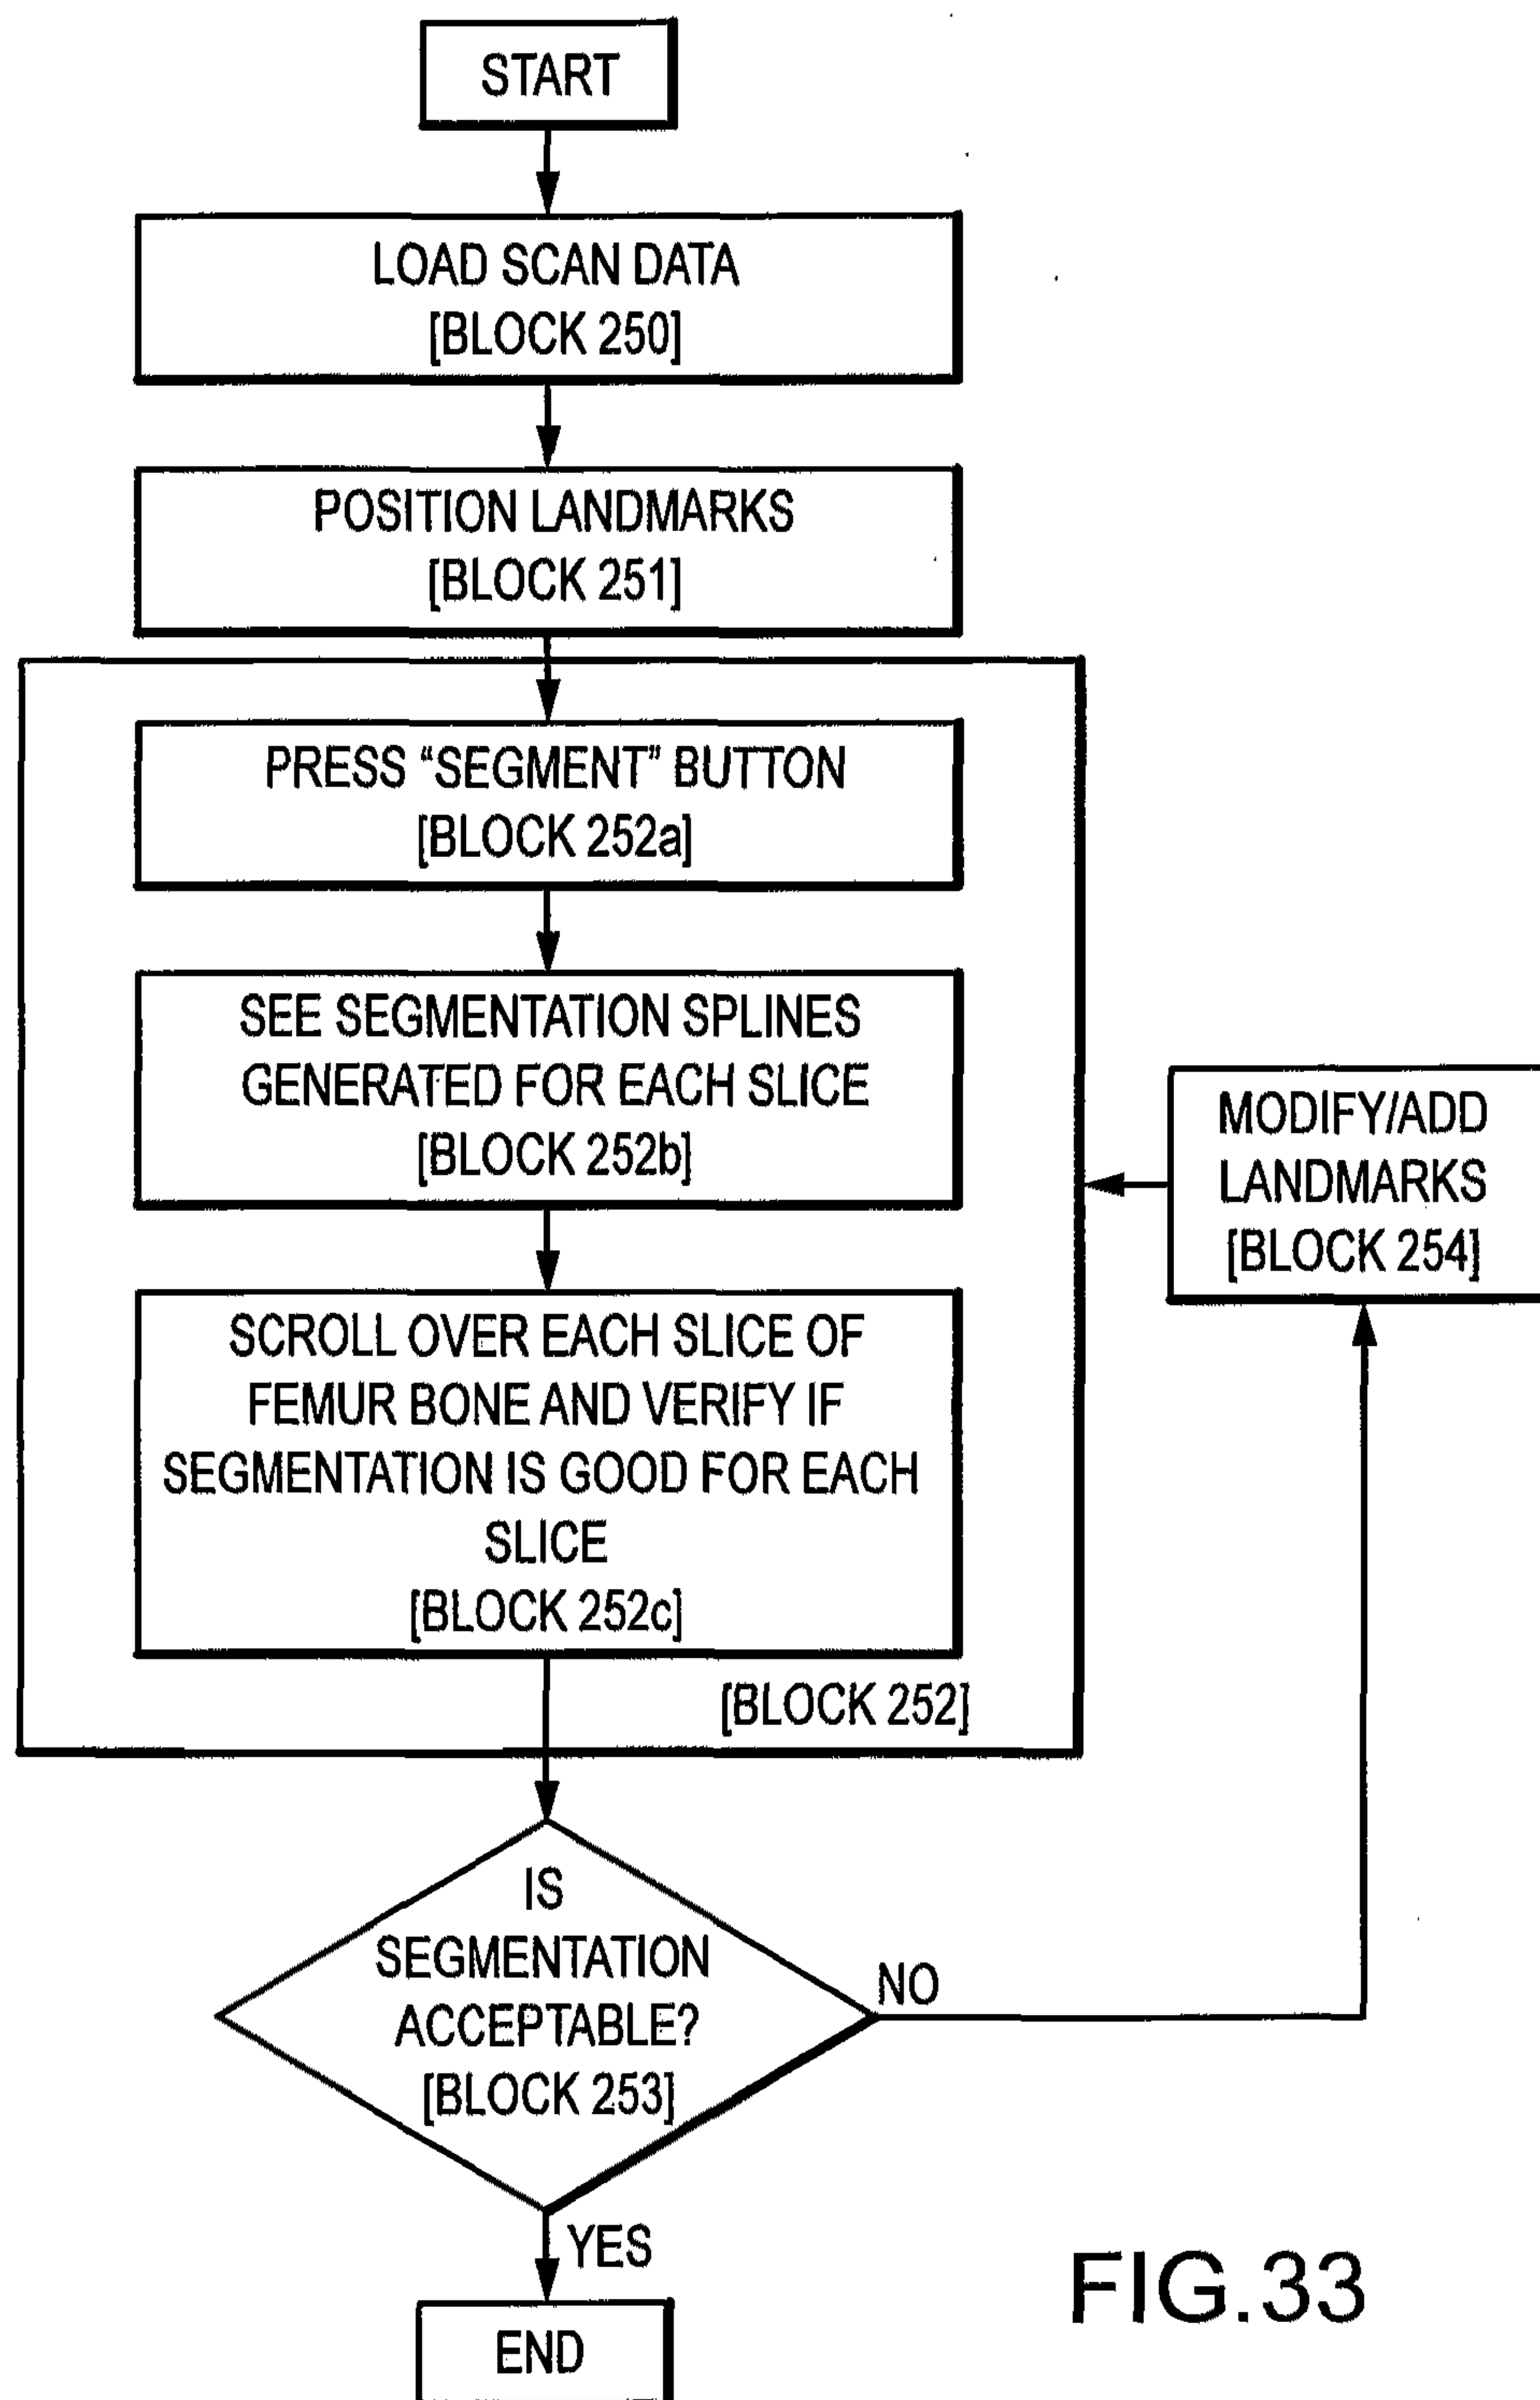 START
LOAD SCAN DATA
[BLOCK 250]
POSITION LANDMARKS
[BLOCK 251]
PRESS “SEGMENT” BUTTON
[BLOCK 252a]
SEE SEGMENTATION SPLINES
GENERATED FOR EACH SLICE
[BLOCK 252b]
SCROLL OVER EACH SLICE OF
FEMUR BONE AND VERIFY IF
SEGMENTATION IS GOOD FOR EACH
SLICE
[BLOCK 252c]
[BLOCK 252]
MODIFY/ADD
LANDMARKS
[BLOCK 254]
IS
SEGMENTATION
ACCEPTABLE?
[BLOCK 253]
NO
YES
END
FIG.33